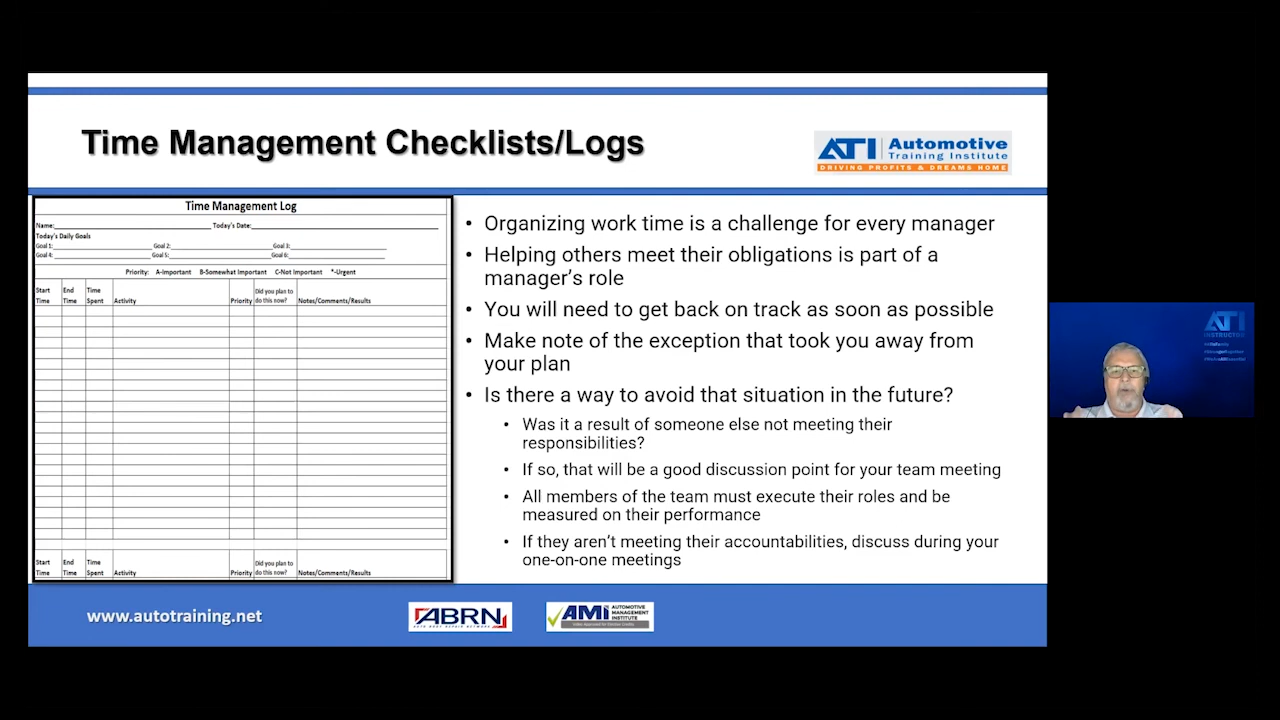 Time Management Checklists/Logs
ATI Automotive
Training Institute
DRIVING PROFITS & DREAMS HOME
Time Management Log
Name: Today's Date:
Today's Daily Goals
Goal 1: Goal 2: Goal 3:
Goal 4: Goal 5: Goal 6:
Priority: A-Important B-Somewhat Important C-Not Important *-Urgent
Start Time End Time Time Spent Activity Priority Did you plan to do this now? Notes/Comments/Results
Start Time End Time Time Spent Activity Priority Did you plan to do this now? Notes/Comments/Results
• Organizing work time is a challenge for every manager
• Helping others meet their obligations is part of a
manager's role
• You will need to get back on track as soon as possible
• Make note of the exception that took you away from
your plan
• Is there a way to avoid that situation in the future?
• Was it a result of someone else not meeting their
responsibilities?
• If so, that will be a good discussion point for your team meeting
• All members of the team must execute their roles and be
measured on their performance
• If they aren't meeting their accountabilities, discuss during your
one-on-one meetings
ATI
INSTRUCTOR
www.autotraining.net
ABRN
AUTO BODY REPAIR NETWORK
AMi AUTOMOTIVE
MANAGEMENT
INSTITUTE